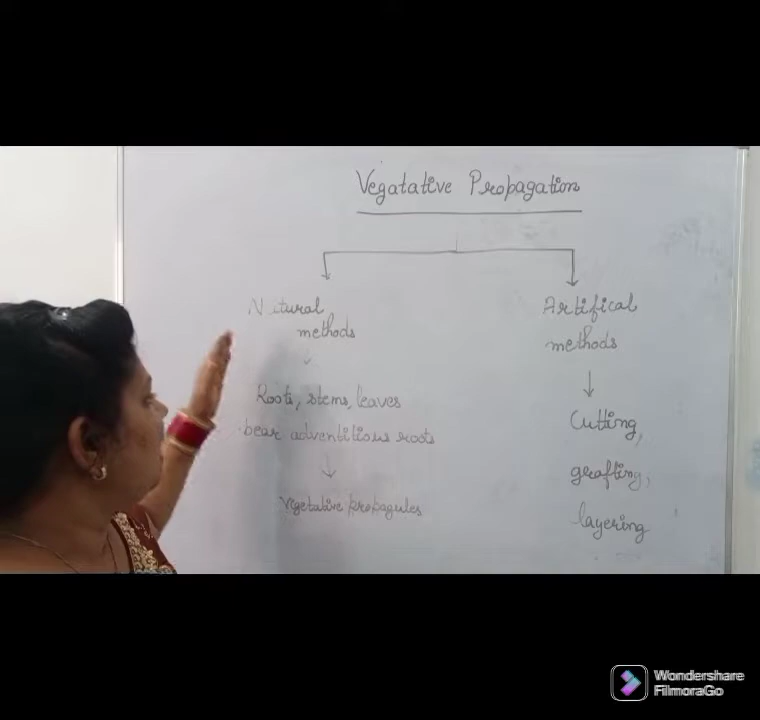 Vegatative Propagation
Natural
methods
Roots, stems, leaves
bear adventitious roots
Vegetative propagules
Artifical
methods
Cutting,
grafting,
layering
Wondershare
FilmoraGo